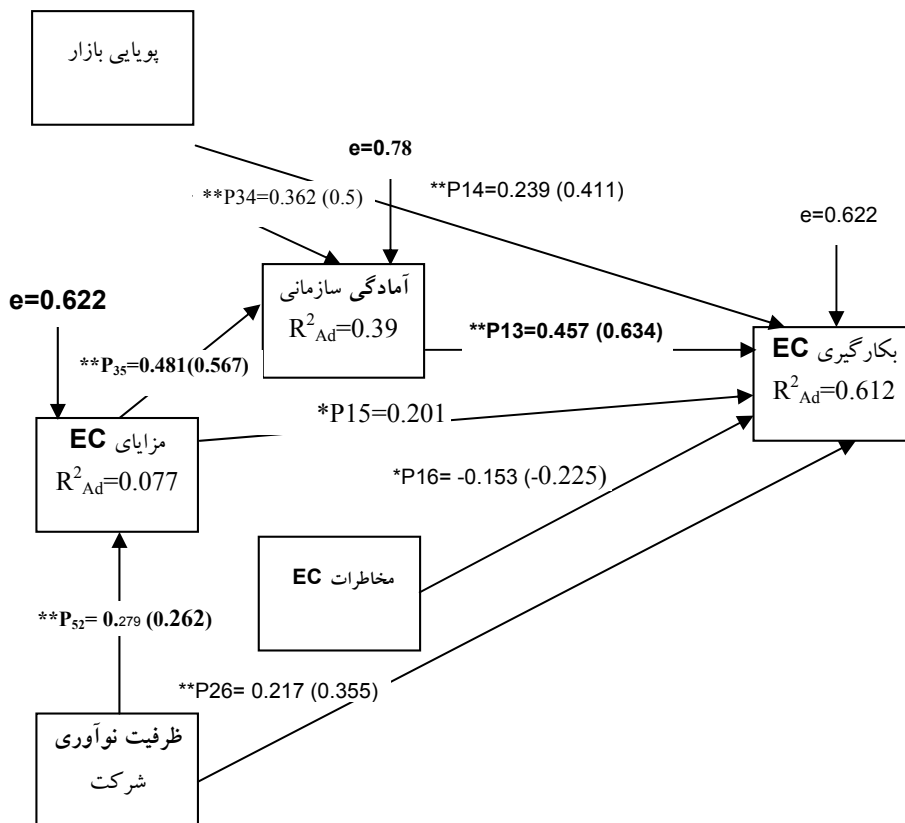 پویایی بازار
e=0.78
**P34=0.362 (0.5)
**P14=0.239 (0.411)
e=0.622
آمادگی سازمانی
R²Ad=0.39
e=0.622
**P13=0.457 (0.634)
بکارگیری EC
R²Ad=0.612
**P35=0.481(0.567)
*P15=0.201
مزایای EC
R²Ad=0.077
*P16= -0.153 (-0.225)
مخاطرات EC
**P52= 0.279 (0.262)
**P26= 0.217 (0.355)
ظرفیت نوآوری
شرکت